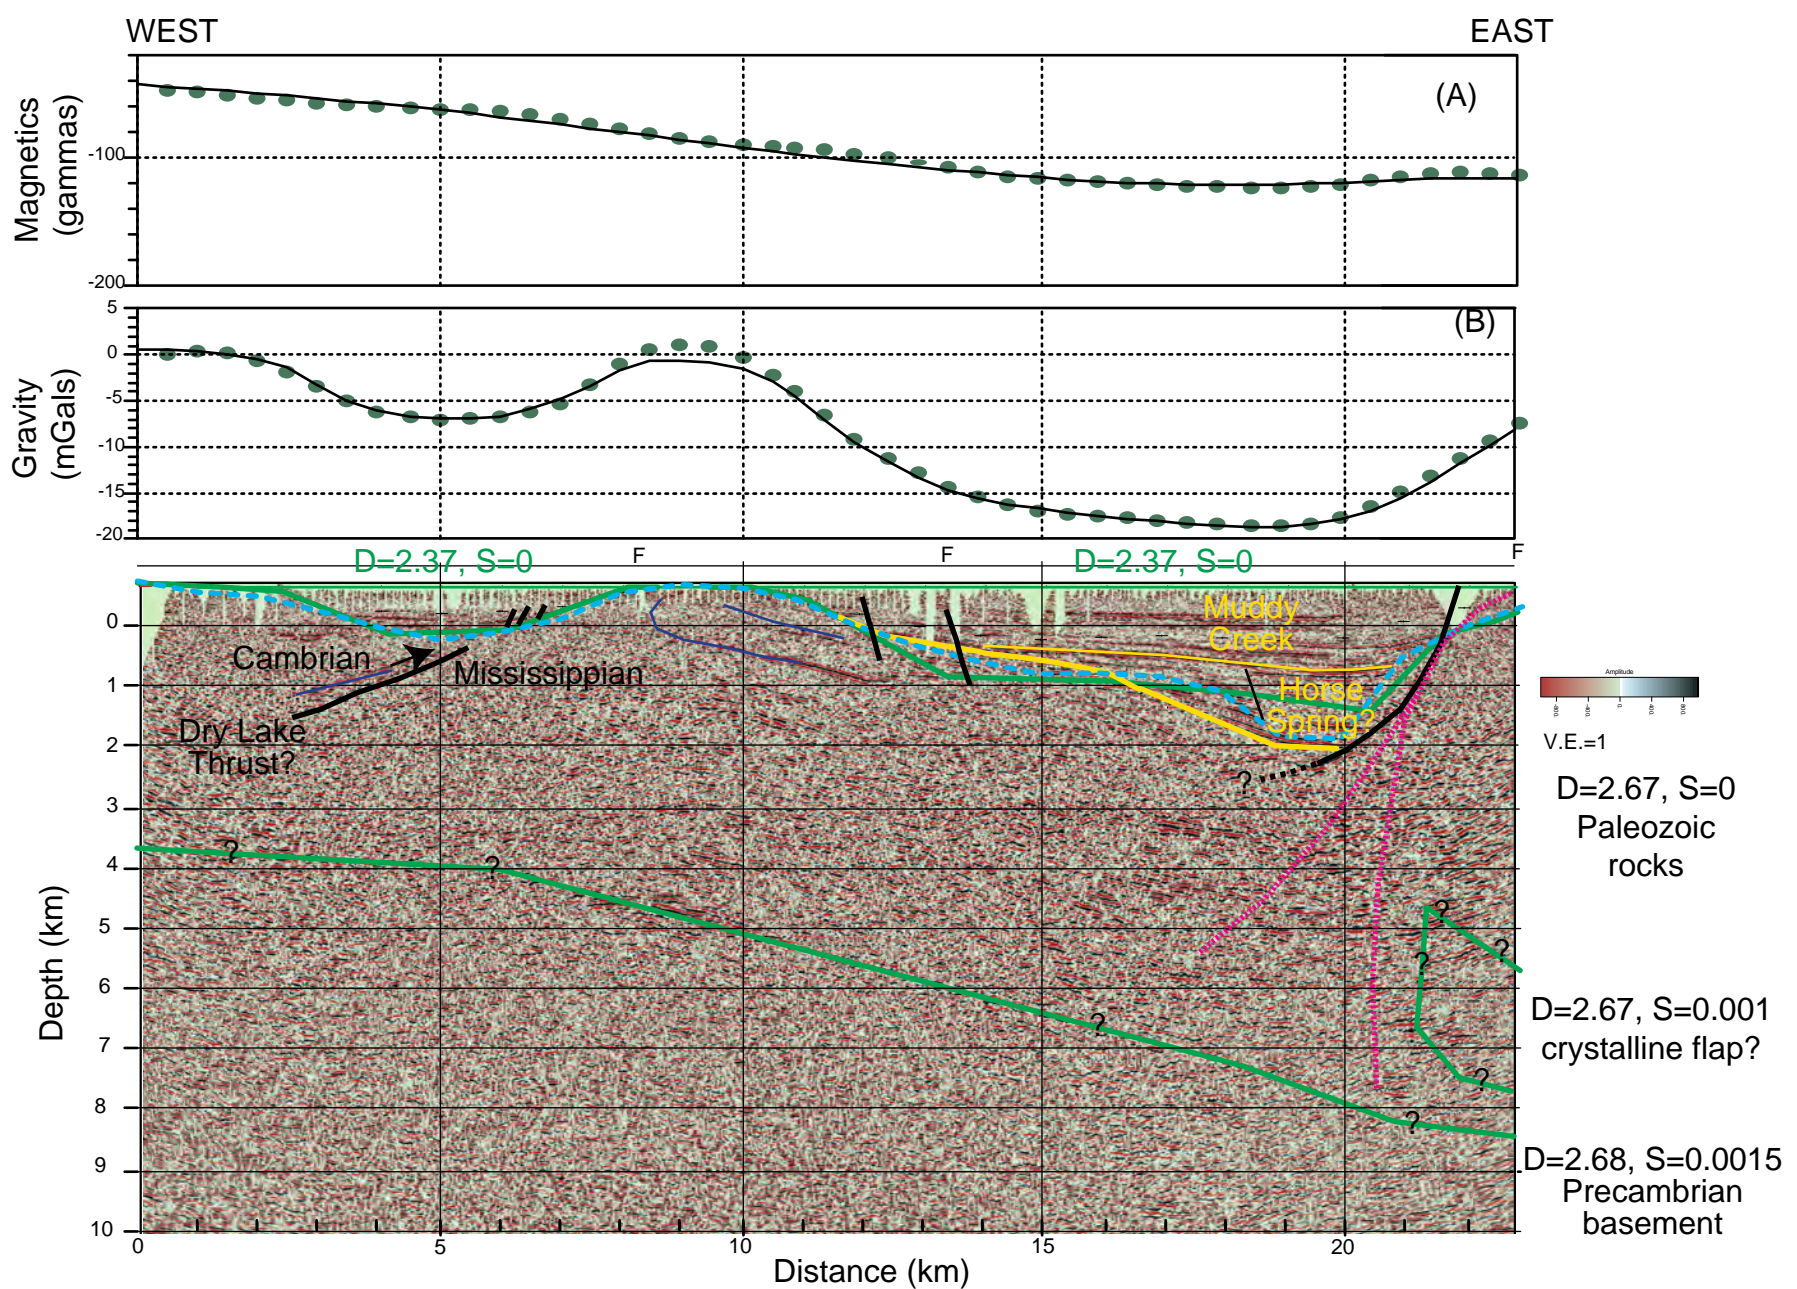 WEST
EAST
(A)
Magnetics
(gammas)
-100
-200
(B)
Gravity
(mGals)
5
0
-5
-10
-15
-20
D=2.37, S=0
F
F
D=2.37, S=0
F
Muddy
Creek
Cambrian
Mississippian
Horse
Spring?
Dry Lake
Thrust?
?
?
?
?
?
?
?
?
?
?
Depth (km)
0
1
2
3
4
5
6
7
8
9
10
0
5
10
15
20
Distance (km)
Amplitude
V.E.=1
D=2.67, S=0
Paleozoic
rocks
D=2.67, S=0.001
crystalline flap?
D=2.68, S=0.0015
Precambrian
basement